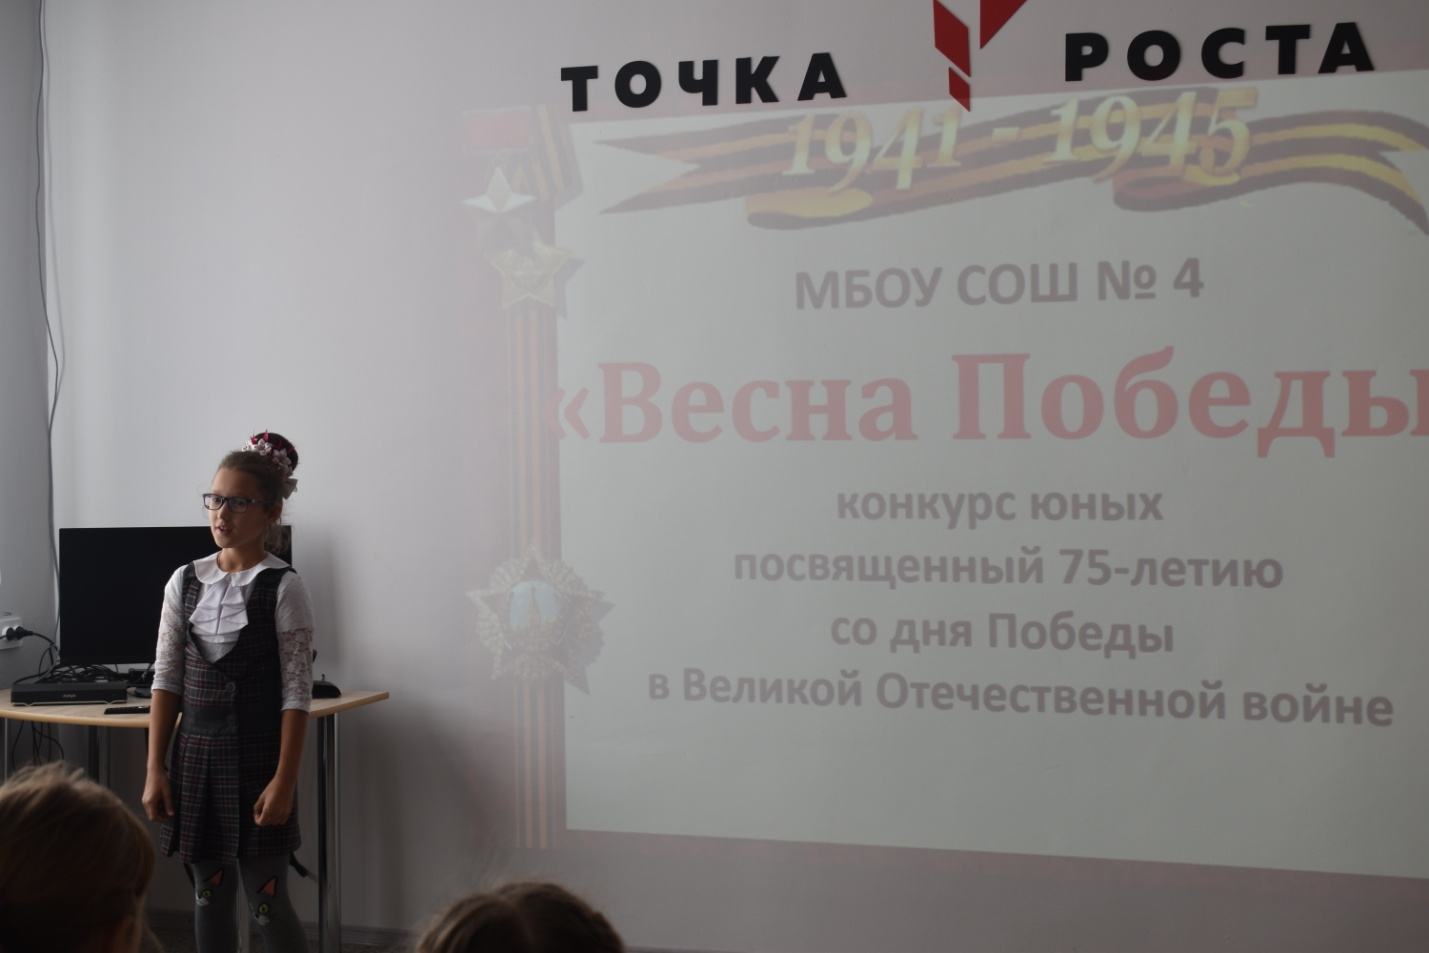 ТОЧКА РОСТА
1941 - 1945
МБОУ СОШ № 4
«Весна Победы
конкурс юных
посвященный 75-летию
со дня Победы
в Великой Отечественной войне